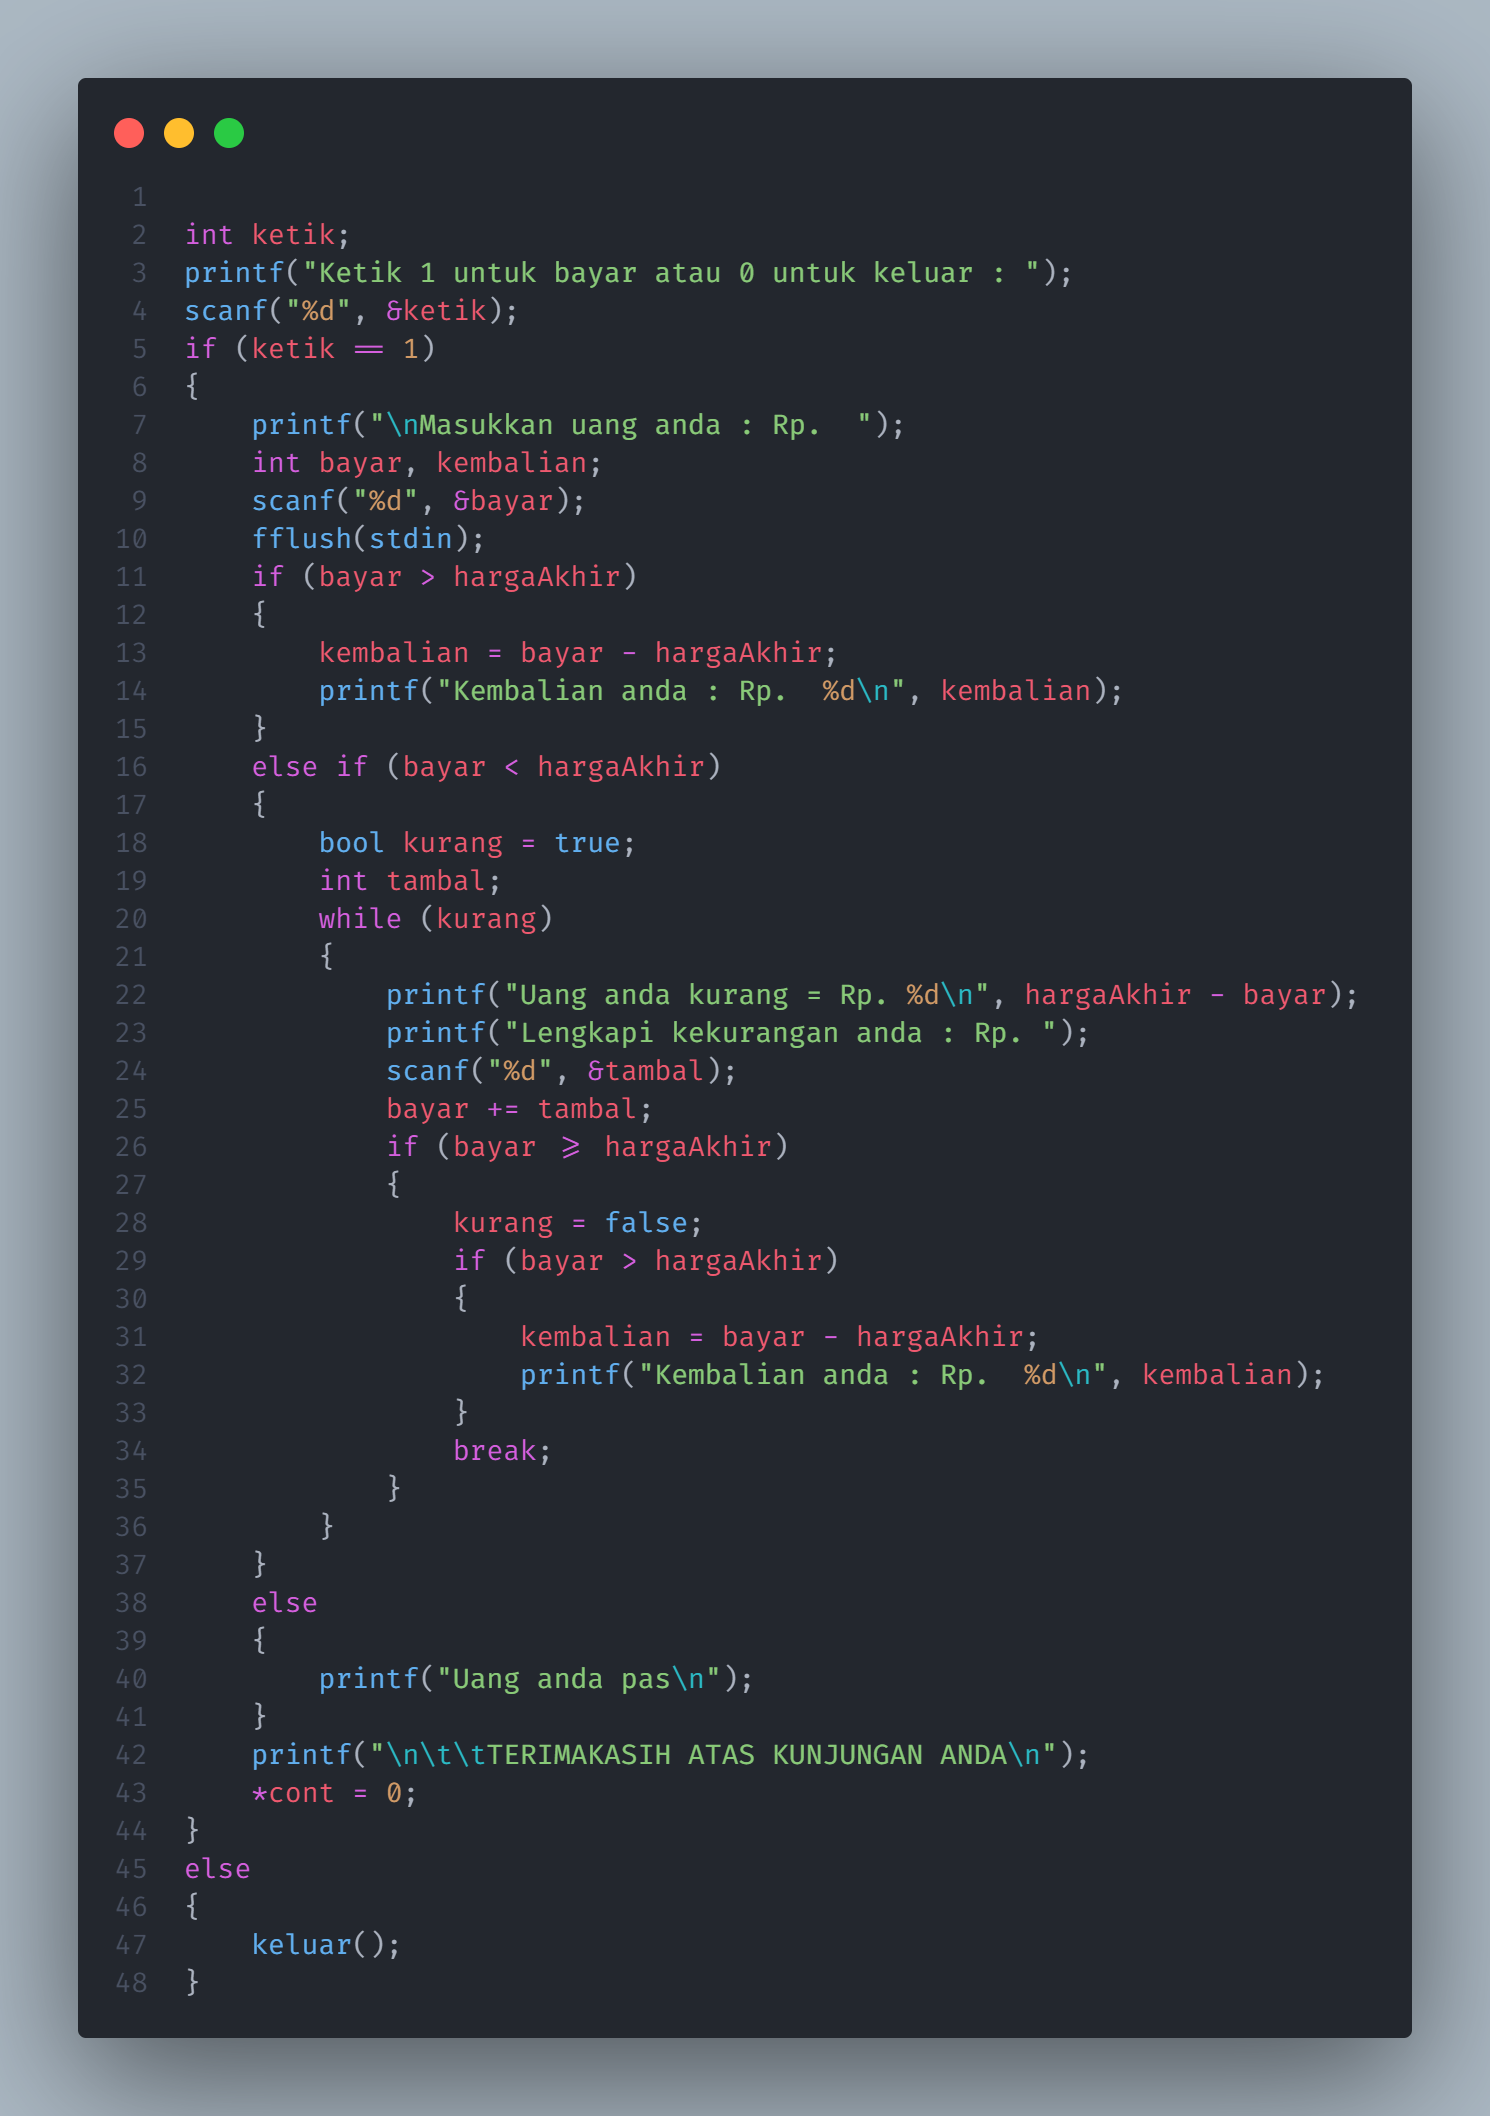 1
2 int ketik;
3 printf("Ketik 1 untuk bayar atau 0 untuk keluar : ");
4 scanf("%d", &ketik);
5 if (ketik == 1)
6 {
7     printf("\nMasukkan uang anda : Rp.  ");
8     int bayar, kembalian;
9     scanf("%d", &bayar);
10     fflush(stdin);
11     if (bayar > hargaAkhir)
12     {
13         kembalian = bayar - hargaAkhir;
14         printf("Kembalian anda : Rp.  %d\n", kembalian);
15     }
16     else if (bayar < hargaAkhir)
17     {
18         bool kurang = true;
19         int tambal;
20         while (kurang)
21         {
22             printf("Uang anda kurang = Rp. %d\n", hargaAkhir - bayar);
23             printf("Lengkapi kekurangan anda : Rp. ");
24             scanf("%d", &tambal);
25             bayar += tambal;
26             if (bayar >= hargaAkhir)
27             {
28                 kurang = false;
29                 if (bayar > hargaAkhir)
30                 {
31                     kembalian = bayar - hargaAkhir;
32                     printf("Kembalian anda : Rp.  %d\n", kembalian);
33                 }
34                 break;
35             }
36         }
37     }
38     else
39     {
40         printf("Uang anda pas\n");
41     }
42     printf("\n\t\tTERIMAKASIH ATAS KUNJUNGAN ANDA\n");
43     *cont = 0;
44 }
45 else
46 {
47     keluar();
48 }